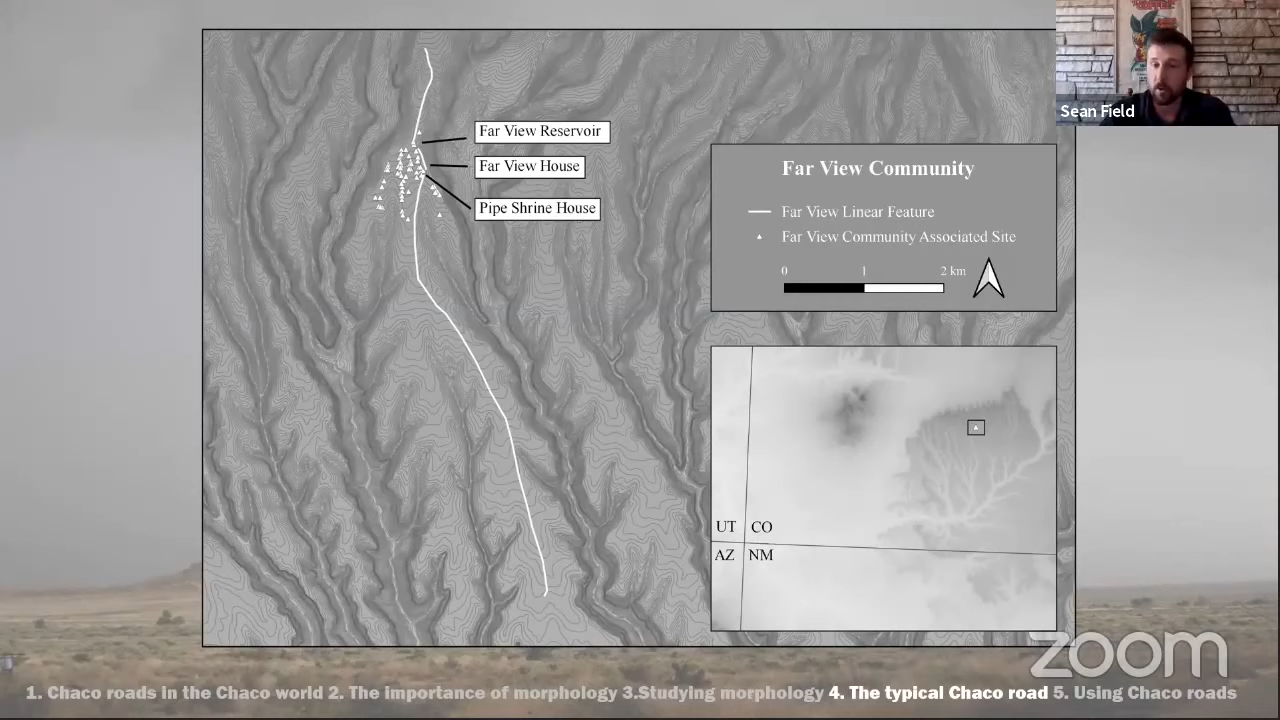 Sean Field
Far View Reservoir
Far View House
Pipe Shrine House
Far View Community
Far View Linear Feature
Far View Community Associated Site
0 1 2 km
UT CO
AZ NM
zoom
1. Chaco roads in the Chaco world 2. The importance of morphology 3.Studying morphology 4. The typical Chaco road 5. Using Chaco roads